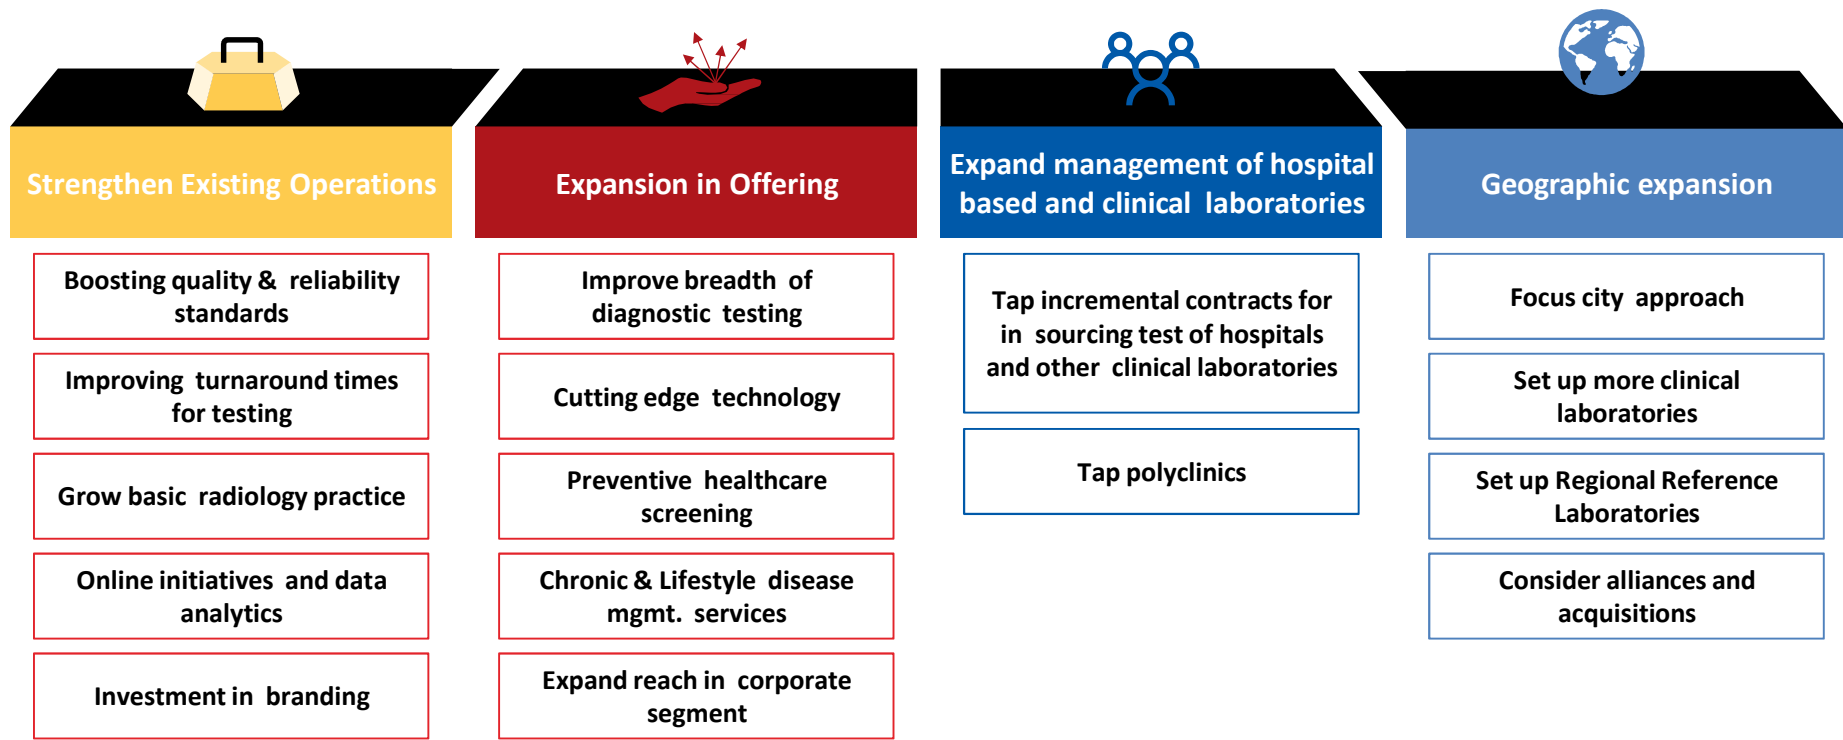 Strengthen Existing Operations
Boosting quality & reliability
standards
Improving turnaround times
for testing
Grow basic radiology practice
Online initiatives and data
analytics
Investment in branding
Expansion in Offering
Improve breadth of
diagnostic testing
Cutting edge technology
Preventive healthcare
screening
Chronic & Lifestyle disease
mgmt. services
Expand reach in corporate
segment
Expand management of hospital
based and clinical laboratories
Tap incremental contracts for
in sourcing test of hospitals
and other clinical laboratories
Tap polyclinics
Geographic expansion
Focus city approach
Set up more clinical
laboratories
Set up Regional Reference
Laboratories
Consider alliances and
acquisitions